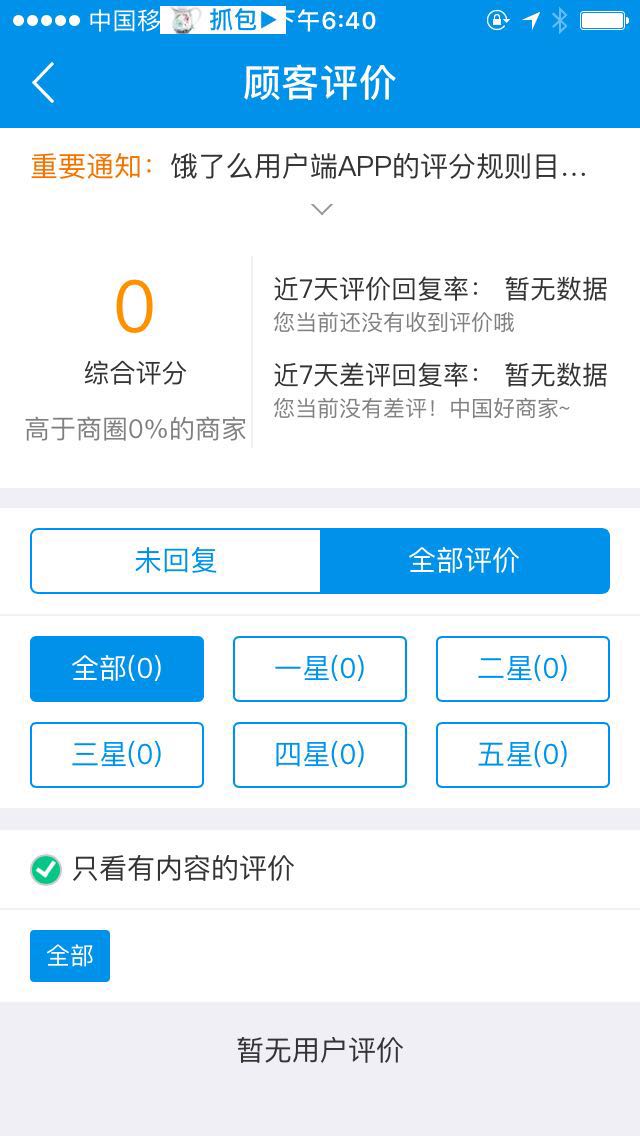 中国移 抓包 下午6:40
顾客评价
重要通知： 饿了么用户端APP的评分规则目...
0
综合评分
高于商圈0%的商家
近7天评价回复率： 暂无数据
您当前还没有收到评价哦
近7天差评回复率： 暂无数据
您当前没有差评！中国好商家~
未回复 全部评价
全部(0) 一星(0) 二星(0)
三星(0) 四星(0) 五星(0)
只看有内容的评价
全部
暂无用户评价